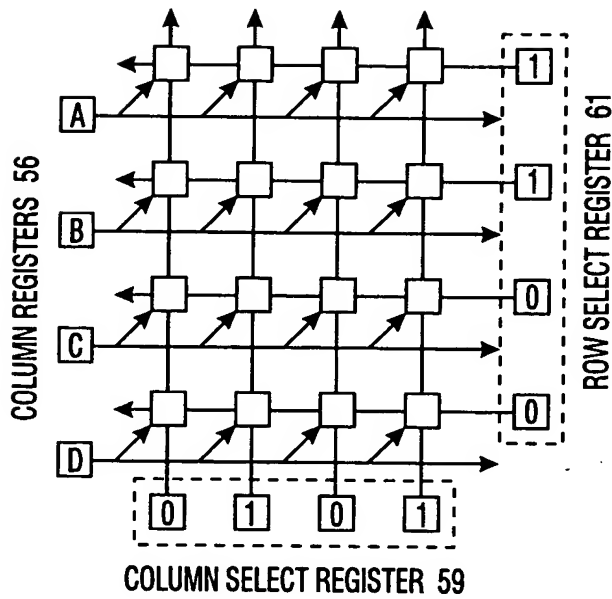 1
A
1
B
0
C
0
D
0 1 0 1
COLUMN REGISTERS 56
ROW SELECT REGISTER 61
COLUMN SELECT REGISTER 59